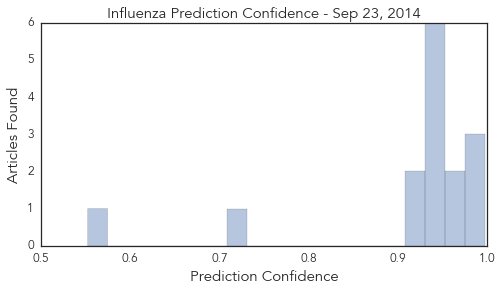 Influenza Prediction Confidence - Sep 23, 2014
Articles Found
6
5
4
3
2
1
0
0.5 0.6 0.7 0.8 0.9 1.0
Prediction Confidence